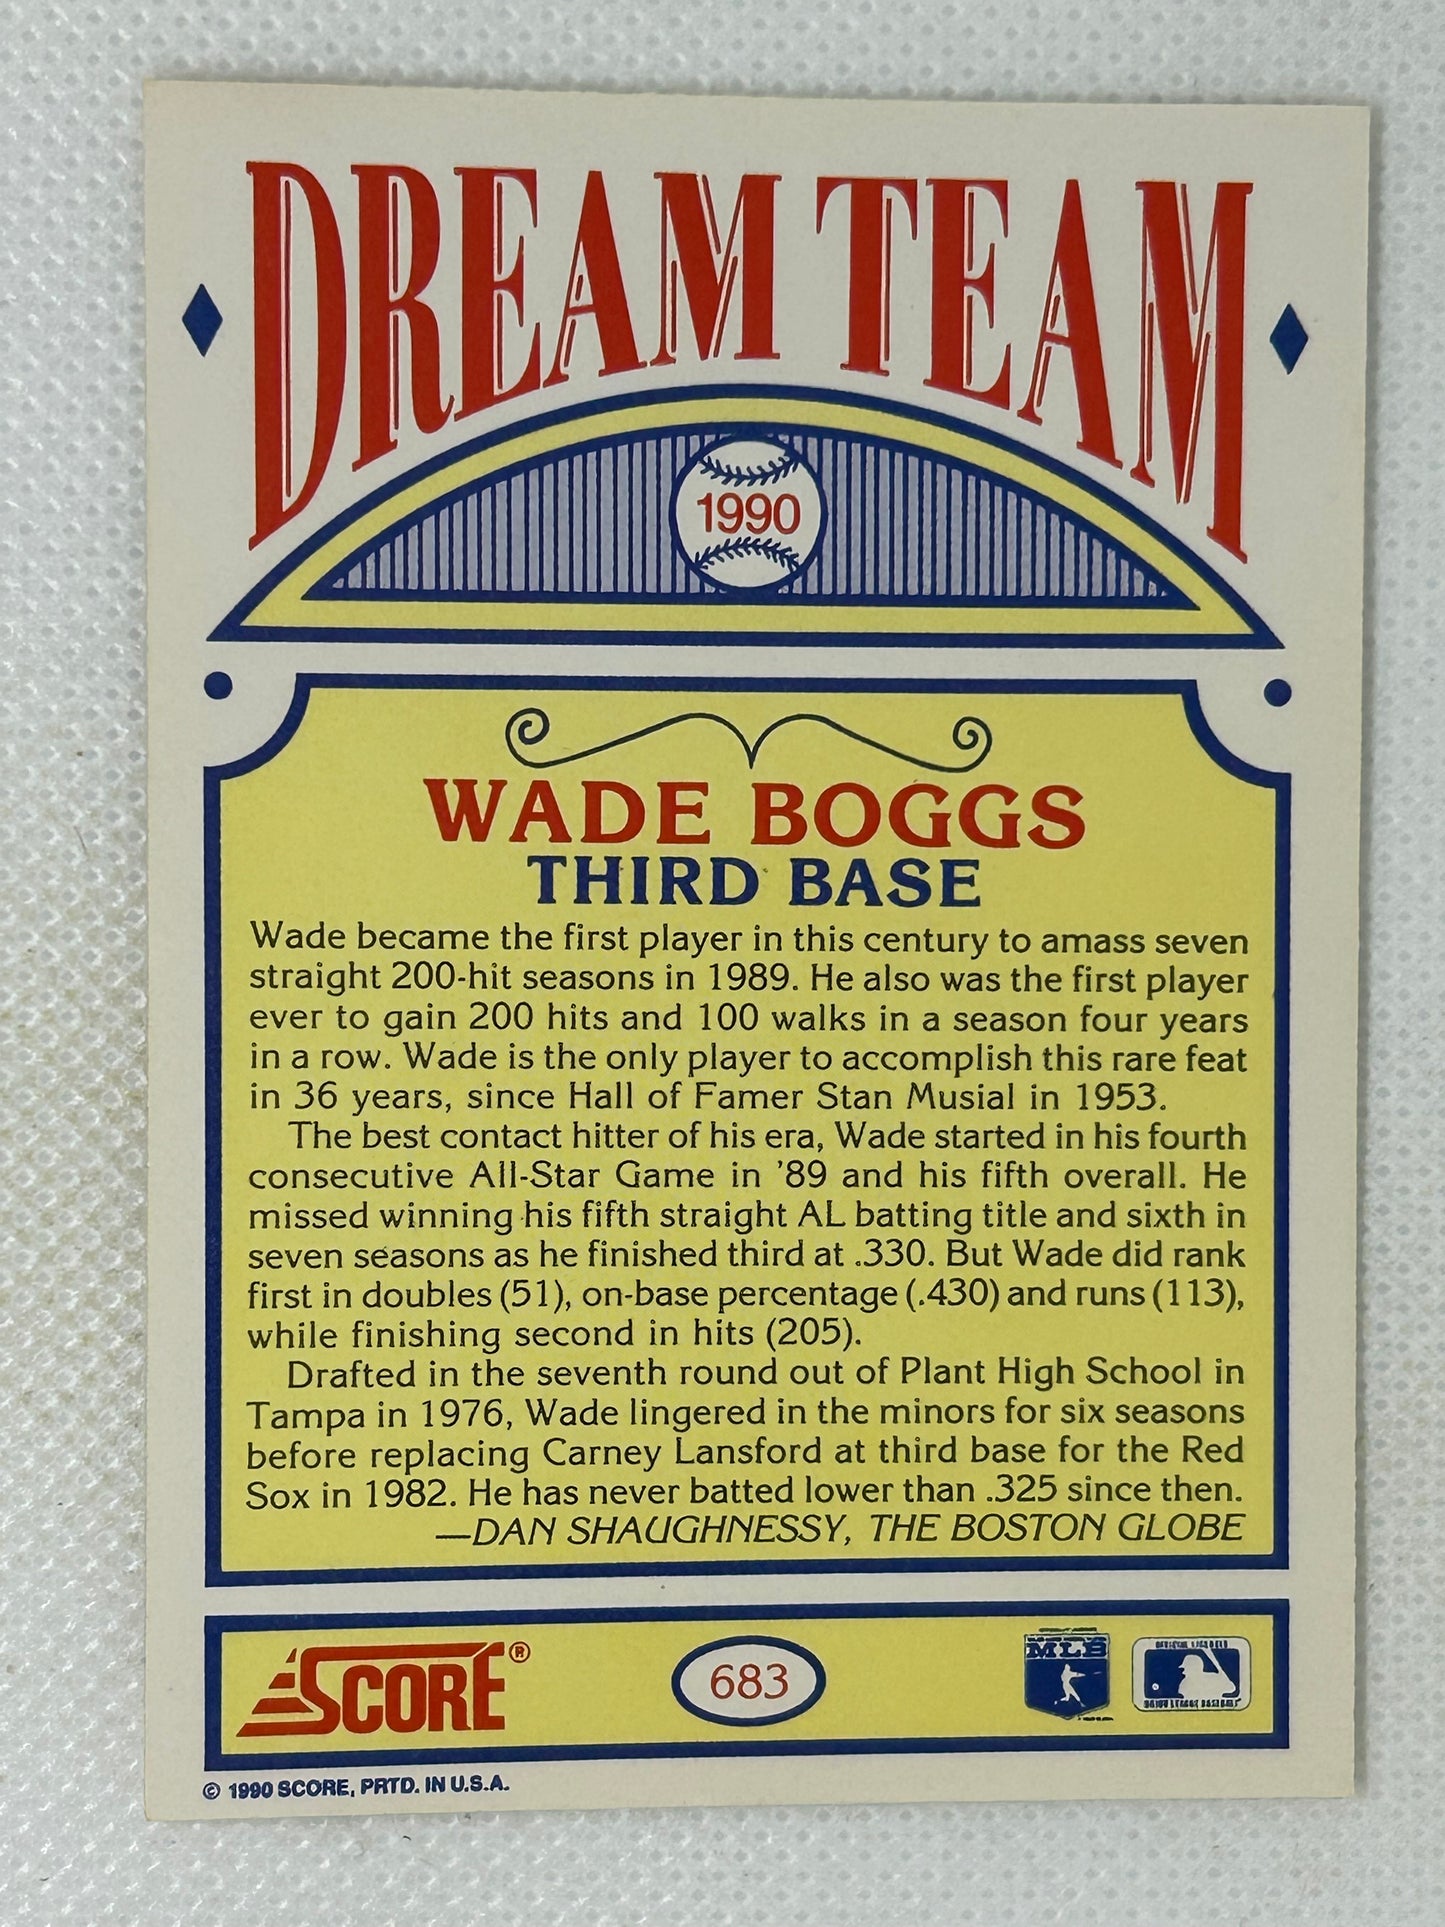 DREAM TEAM
1990
WADE BOGGS
THIRD BASE
Wade became the first player in this century to amass seven
straight 200-hit seasons in 1989. He also was the first player
ever to gain 200 hits and 100 walks in a season four years
in a row. Wade is the only player to accomplish this rare feat
in 36 years, since Hall of Famer Stan Musial in 1953.
The best contact hitter of his era, Wade started in his fourth
consecutive All-Star Game in '89 and his fifth overall. He
missed winning his fifth straight AL batting title and sixth in
seven seasons as he finished third at .330. But Wade did rank
first in doubles (51), on-base percentage (.430) and runs (113),
while finishing second in hits (205).
Drafted in the seventh round out of Plant High School in
Tampa in 1976, Wade lingered in the minors for six seasons
before replacing Carney Lansford at third base for the Red
Sox in 1982. He has never batted lower than .325 since then.
—DAN SHAUGHNESSY, THE BOSTON GLOBE
SCORE®
683
MLB
© 1990 SCORE, PRTD. IN U.S.A.